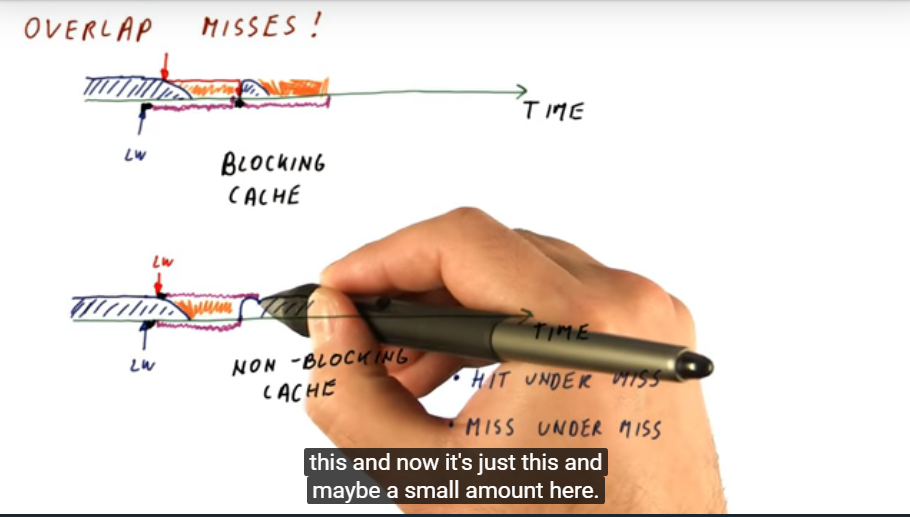 OVERLAP MISSES!
TIME
LW
BLOCKING
CACHE
LW
TIME
LW
NON-BLOCKING
CACHE
• HIT UNDER MISS
• MISS UNDER MISS
this and now it's just this and
maybe a small amount here.